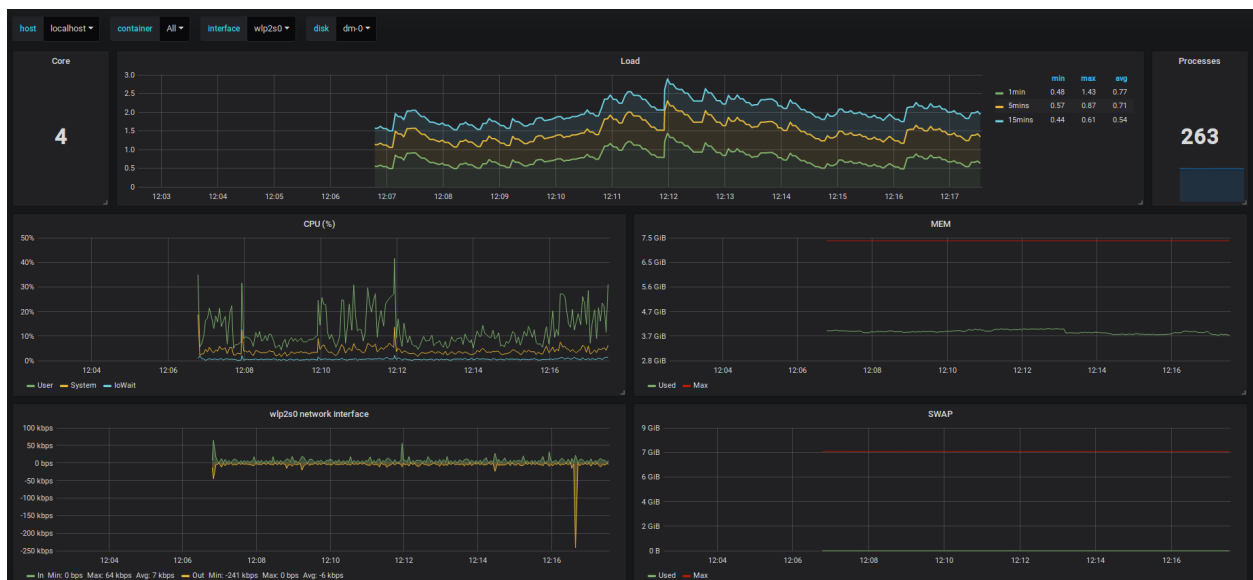 host localhost container All interface wlp2s0 disk dm-0
Core
4
Load
3.0
2.5
2.0
1.5
1.0
0.5
0
12:03 12:04 12:05 12:06 12:07 12:08 12:09 12:10 12:11 12:12 12:13 12:14 12:15 12:16 12:17
min max avg
1min 0.48 1.43 0.77
5mins 0.57 0.87 0.71
15mins 0.44 0.61 0.54
Processes
263
CPU (%)
50%
40%
30%
20%
10%
0%
12:04 12:06 12:08 12:10 12:12 12:14 12:16
User System IoWait
MEM
7.5 GiB
6.5 GiB
5.6 GiB
4.7 GiB
3.7 GiB
2.8 GiB
12:04 12:06 12:08 12:10 12:12 12:14 12:16
Used Max
wlp2s0 network interface
100 kbps
50 kbps
0 bps
-50 kbps
-100 kbps
-150 kbps
-200 kbps
-250 kbps
12:04 12:06 12:08 12:10 12:12 12:14 12:16
In Min: 0 bps Max: 64 kbps Avg: 7 kbps Out Min: -241 kbps Max: 0 bps Avg: -6 kbps
SWAP
9 GiB
7 GiB
6 GiB
4 GiB
2 GiB
0 B
12:04 12:06 12:08 12:10 12:12 12:14 12:16
Used Max